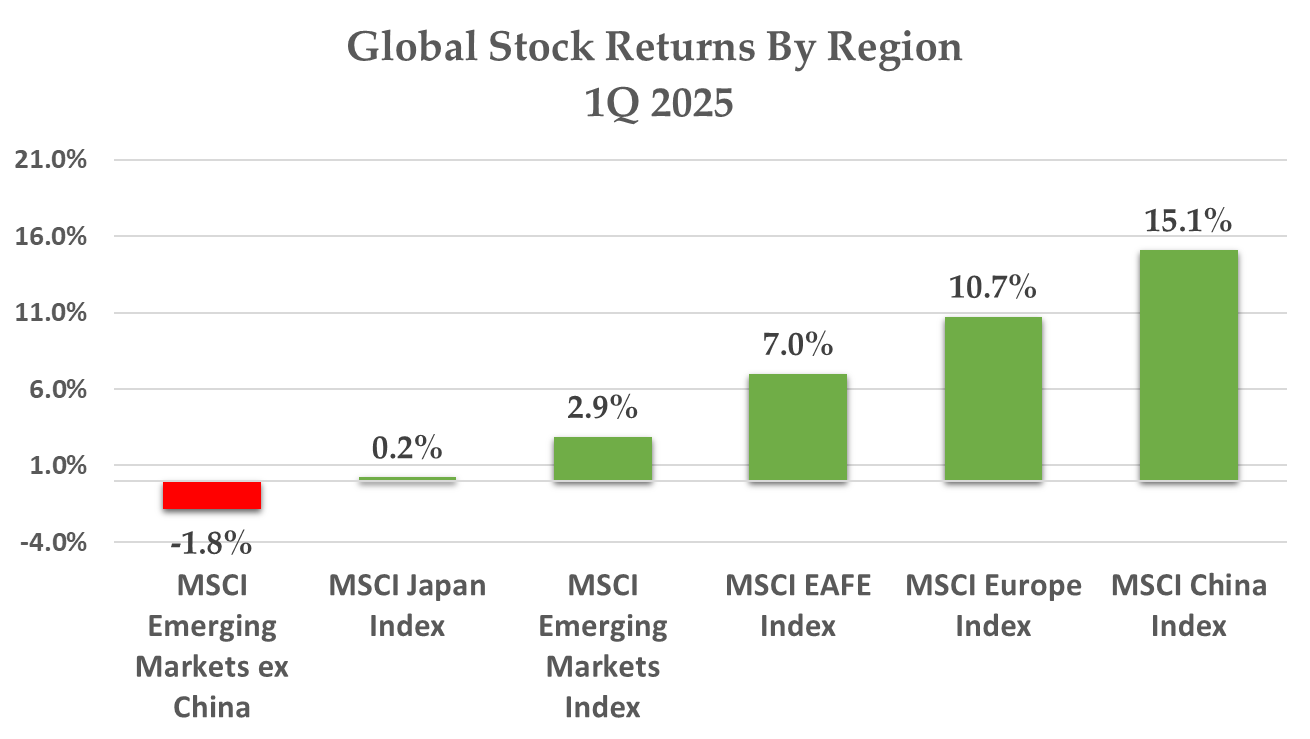 Global Stock Returns By Region
1Q 2025
21.0%
16.0%
11.0%
6.0%
1.0%
-4.0%
-1.8%
0.2%
2.9%
7.0%
10.7%
15.1%
MSCI
Emerging
Markets ex
China
MSCI Japan
Index
MSCI
Emerging
Markets
Index
MSCI EAFE
Index
MSCI Europe
Index
MSCI China
Index